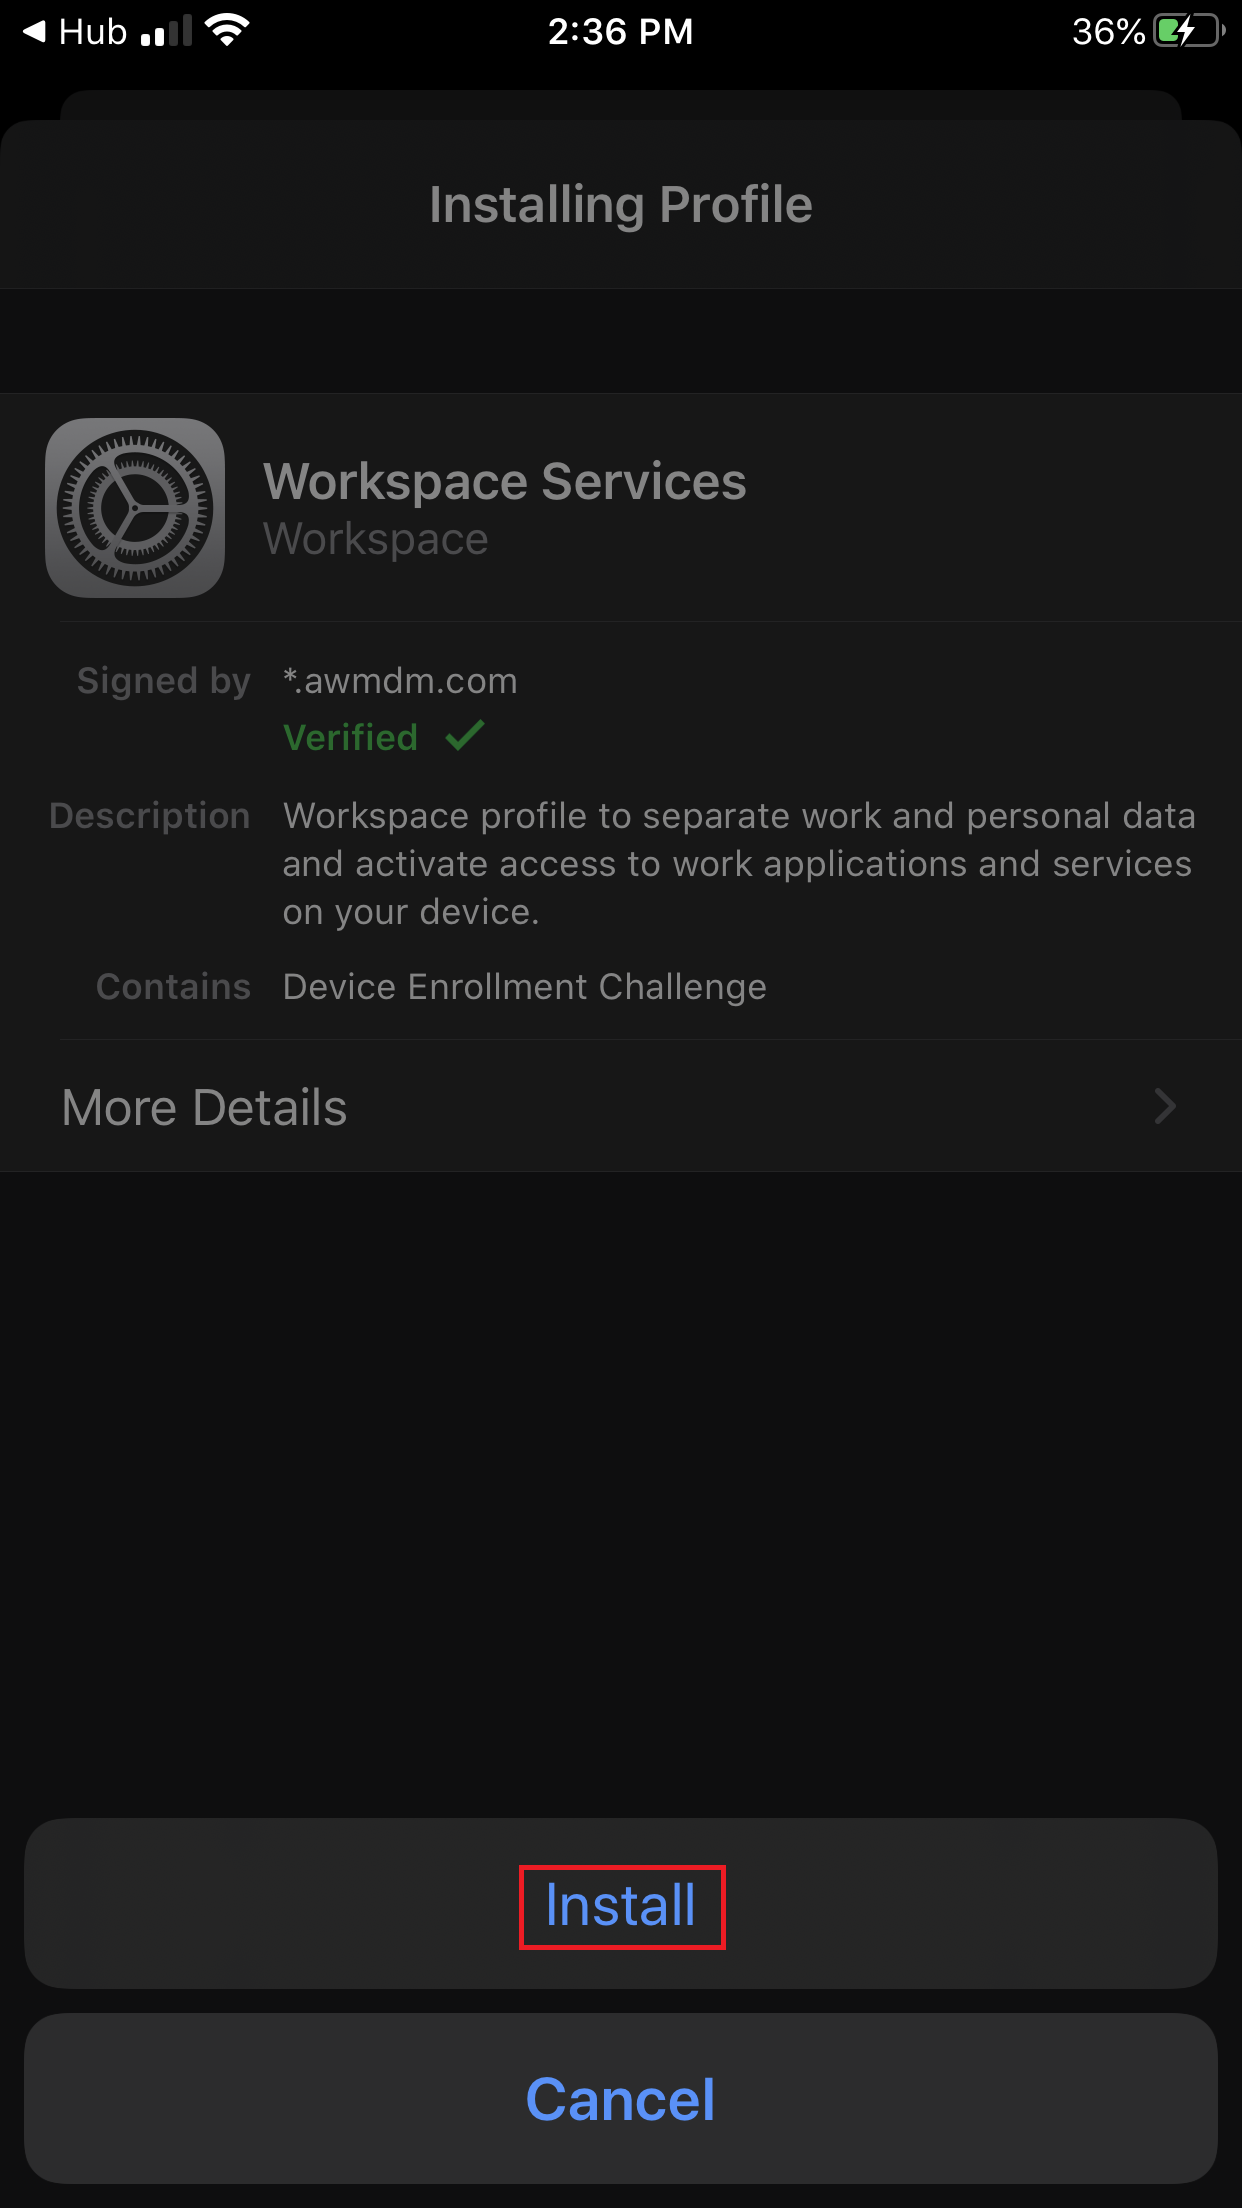 Hub 2:36 PM 36%
Installing Profile
Workspace Services
Workspace
Signed by *.awmdm.com
Verified
Description Workspace profile to separate work and personal data
and activate access to work applications and services
on your device.
Contains Device Enrollment Challenge
More Details
Install
Cancel